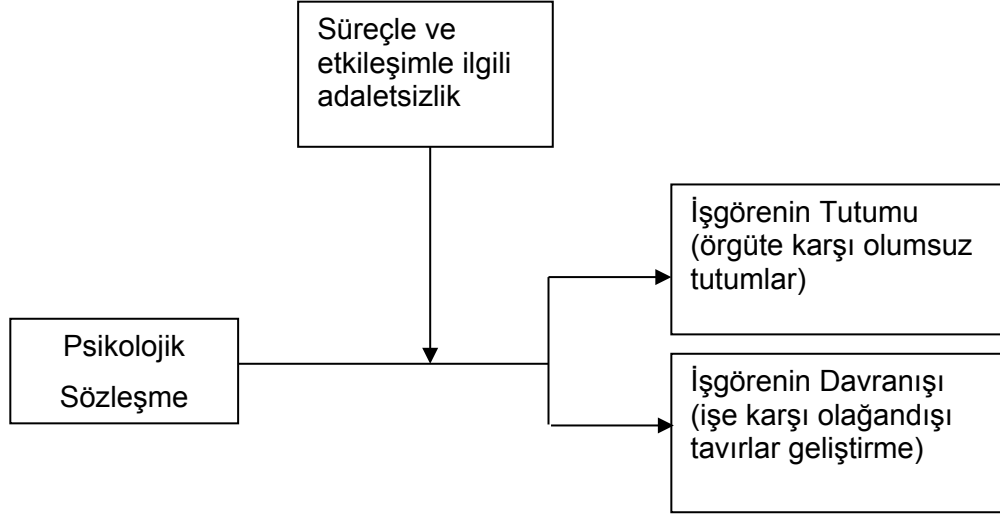 Süreçle ve
etkileşimle ilgili
adaletsizlik
İşgörenin Tutumu
(örgüte karşı olumsuz
tutumlar)
Psikolojik
Sözleşme
İşgörenin Davranışı
(işe karşı olağandışı
tavırlar geliştirme)